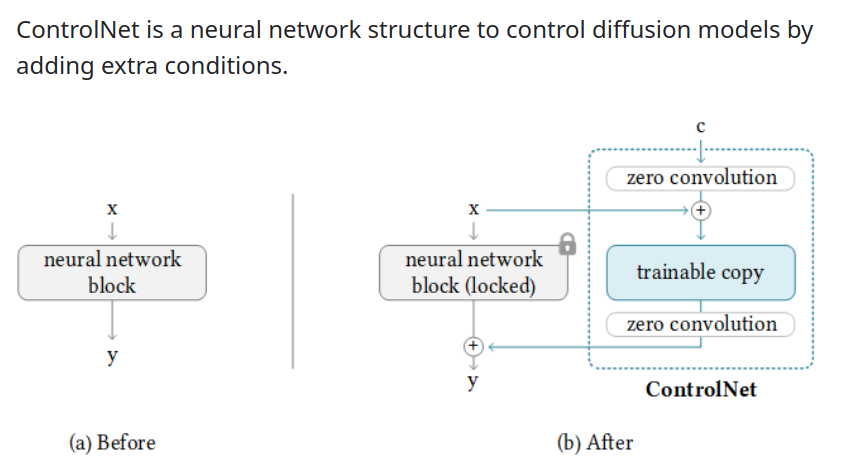 ControlNet is a neural network structure to control diffusion models by
adding extra conditions.
x
neural network
block
y
(a) Before
x
neural network
block (locked)
+
y
c
zero convolution
+
trainable copy
zero convolution
ControlNet
(b) After